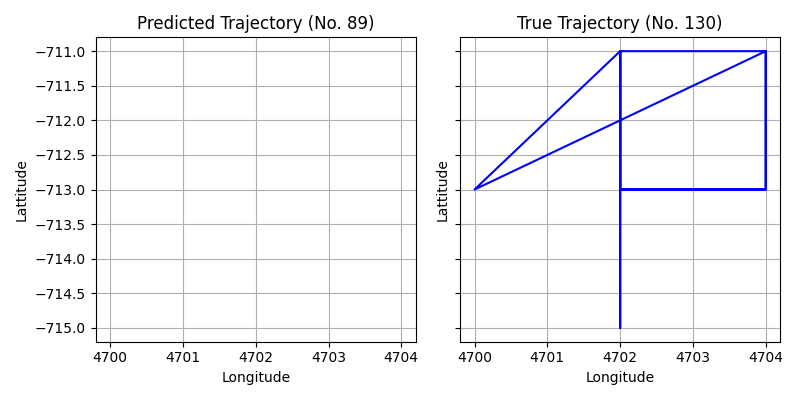 Predicted Trajectory (No. 89)
True Trajectory (No. 130)
Lattitude
−711.0
−711.5
−712.0
−712.5
−713.0
−713.5
−714.0
−714.5
−715.0
4700 4701 4702 4703 4704
Longitude
Lattitude
4700 4701 4702 4703 4704
Longitude